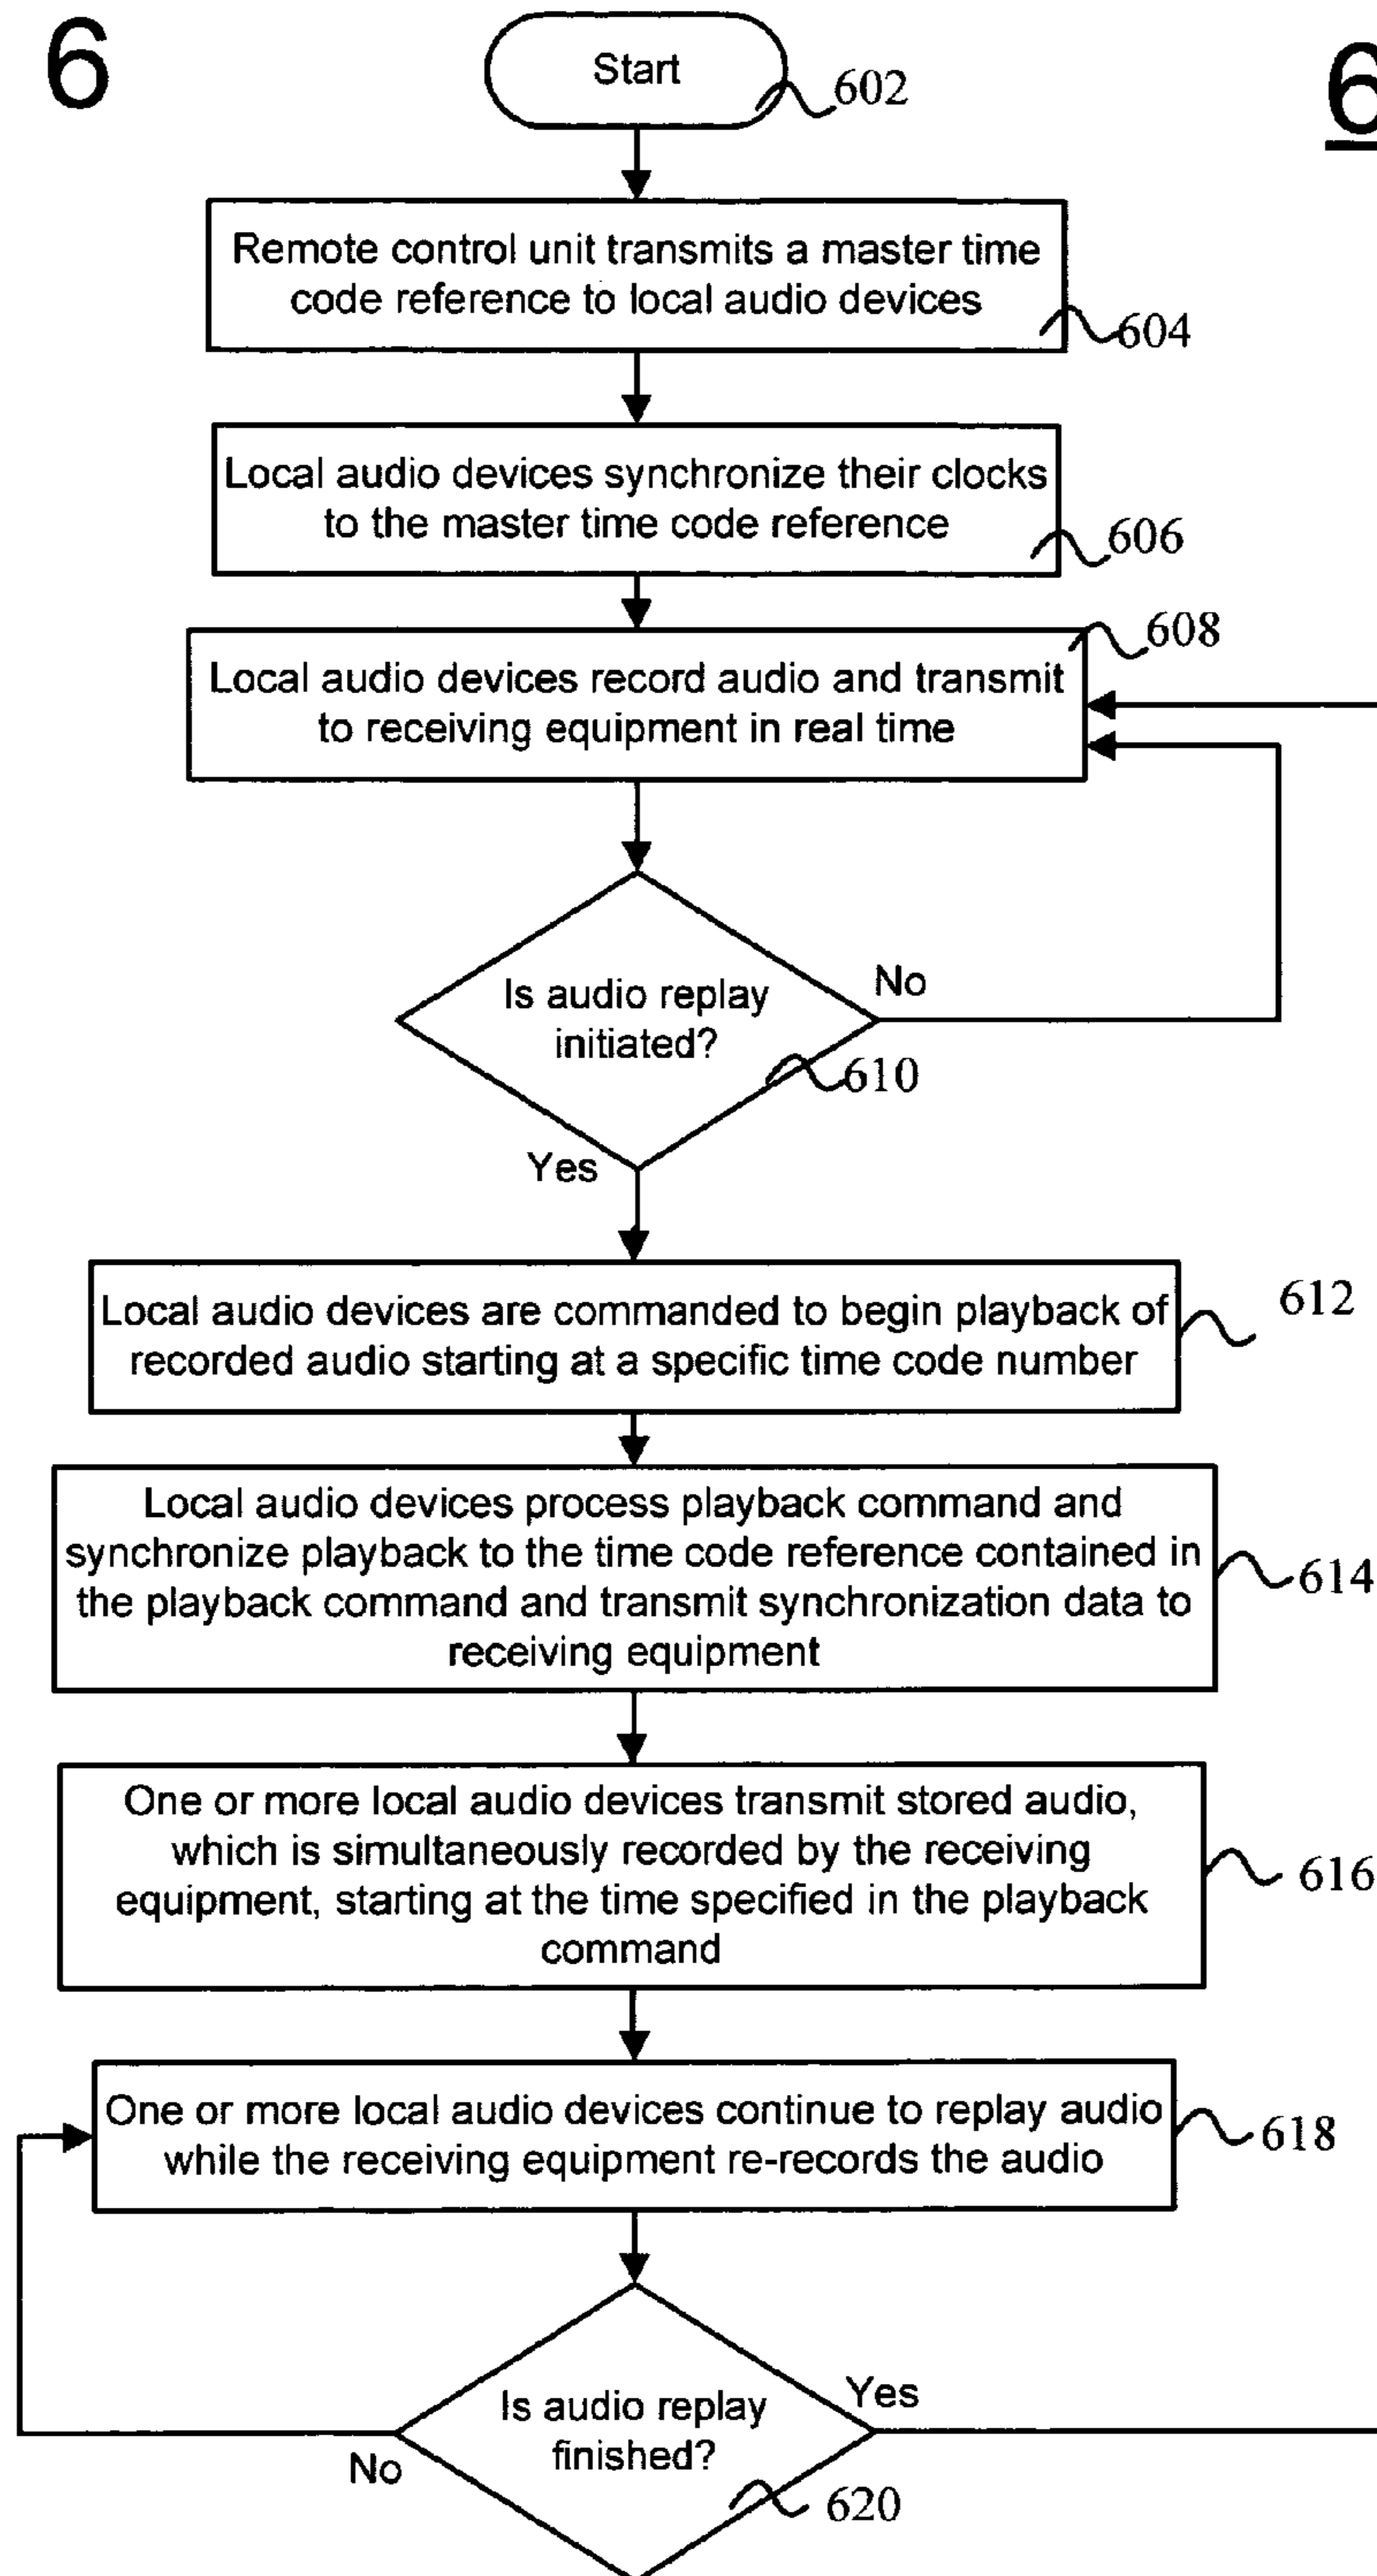 6
Start
602
6
Remote control unit transmits a master time
code reference to local audio devices
604
Local audio devices synchronize their clocks
to the master time code reference
606
608
Local audio devices record audio and transmit
to receiving equipment in real time
No
Is audio replay
initiated?
610
Yes
Local audio devices are commanded to begin playback of
recorded audio starting at a specific time code number
612
Local audio devices process playback command and
synchronize playback to the time code reference contained in
the playback command and transmit synchronization data to
receiving equipment
614
One or more local audio devices transmit stored audio,
which is simultaneously recorded by the receiving
equipment, starting at the time specified in the playback
command
616
One or more local audio devices continue to replay audio
while the receiving equipment re-records the audio
618
Yes
Is audio replay
finished?
No
620